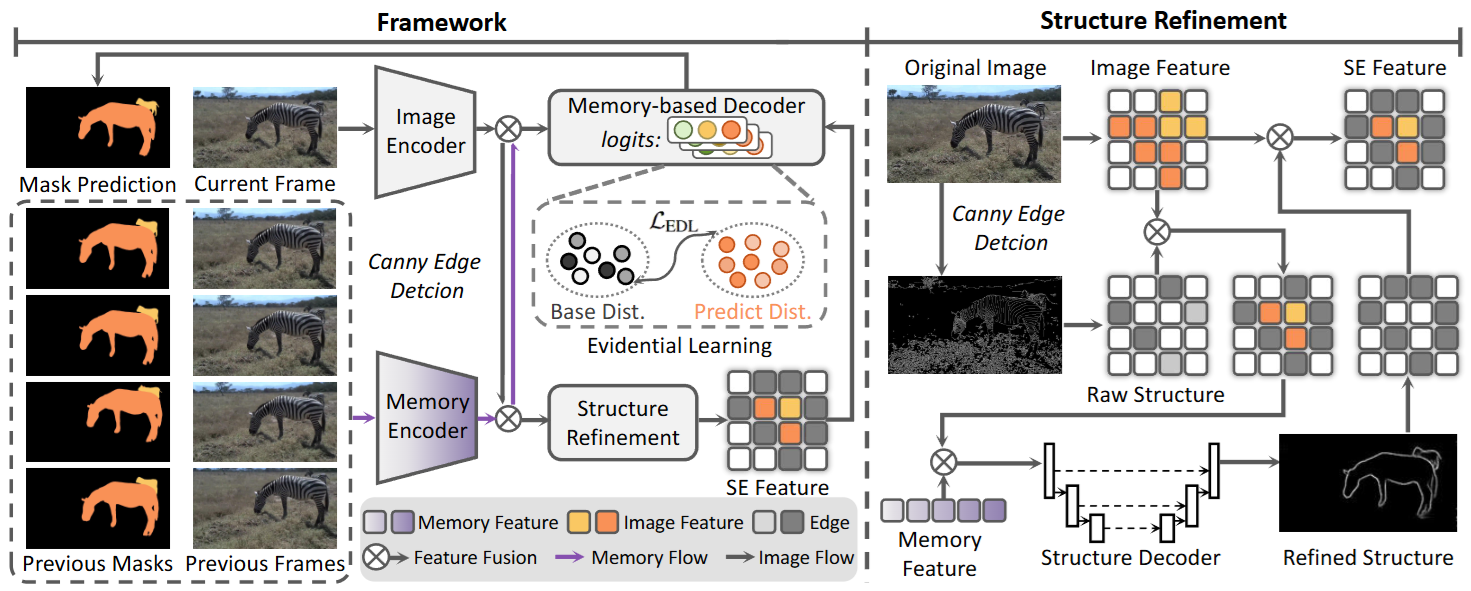 Framework
Structure Refinement
Mask Prediction
Current Frame
Image
Encoder
Memory-based Decoder
logits:
Previous Masks
Previous Frames
Canny Edge
Detcion
ℒEDL
Base Dist.
Predict Dist.
Evidential Learning
Memory
Encoder
Structure
Refinement
SE Feature
Memory Feature
Image Feature
Edge
Feature Fusion
Memory Flow
Image Flow
Original Image
Image Feature
SE Feature
Canny Edge
Detcion
Raw Structure
Memory
Feature
Structure Decoder
Refined Structure